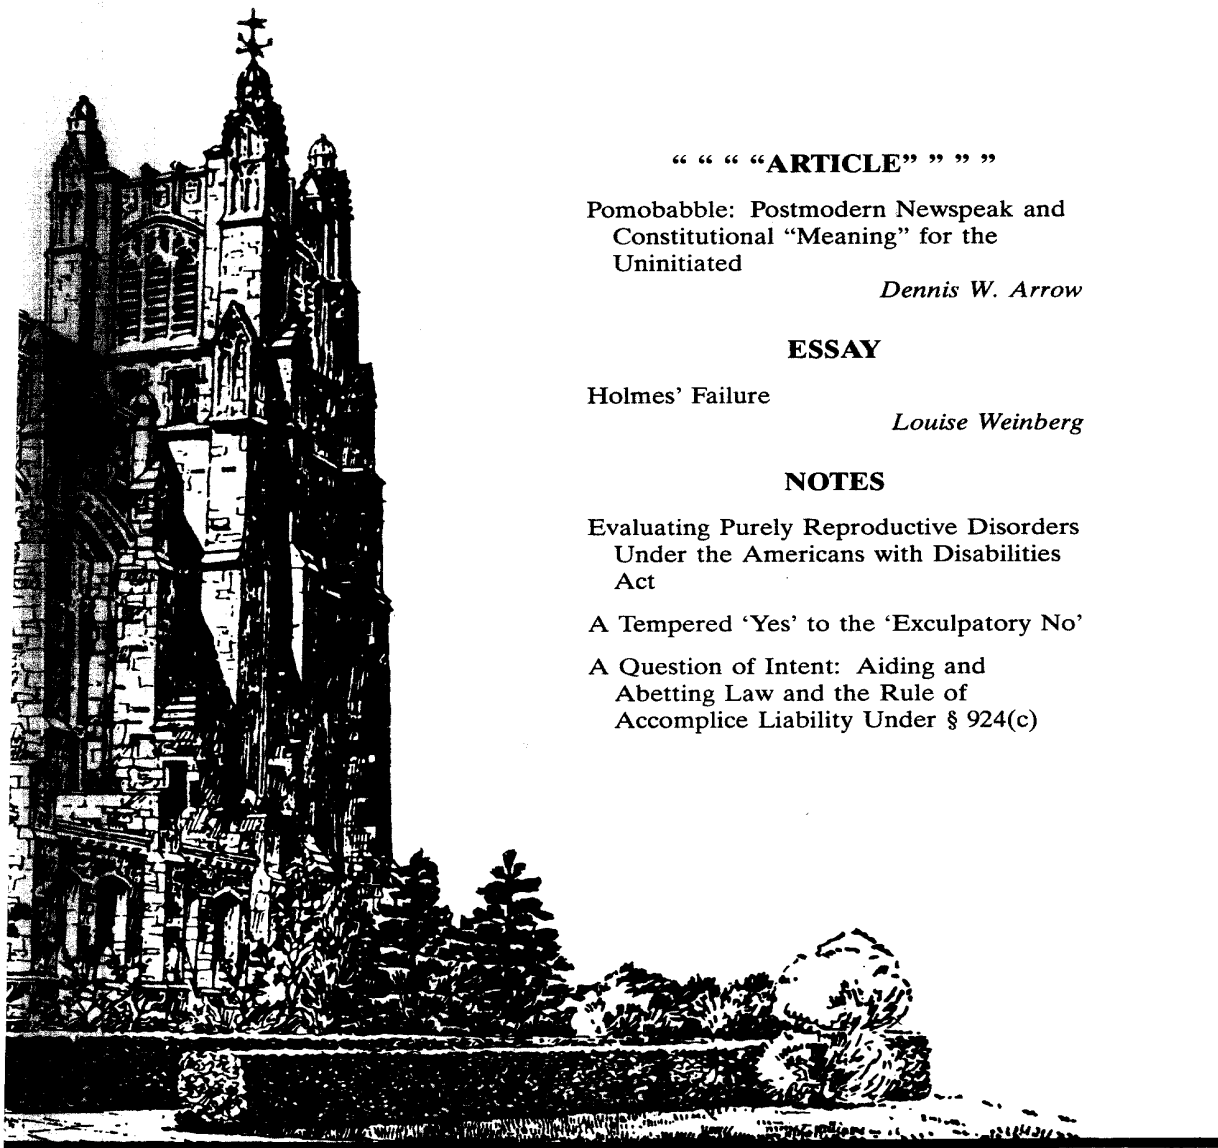 “ “ “ “ARTICLE” ” ” ”
Pomobabble: Postmodern Newspeak and
Constitutional “Meaning” for the
Uninitiated
Dennis W. Arrow
ESSAY
Holmes’ Failure
Louise Weinberg
NOTES
Evaluating Purely Reproductive Disorders
Under the Americans with Disabilities
Act
A Tempered ‘Yes’ to the ‘Exculpatory No’
A Question of Intent: Aiding and
Abetting Law and the Rule of
Accomplice Liability Under § 924(c)